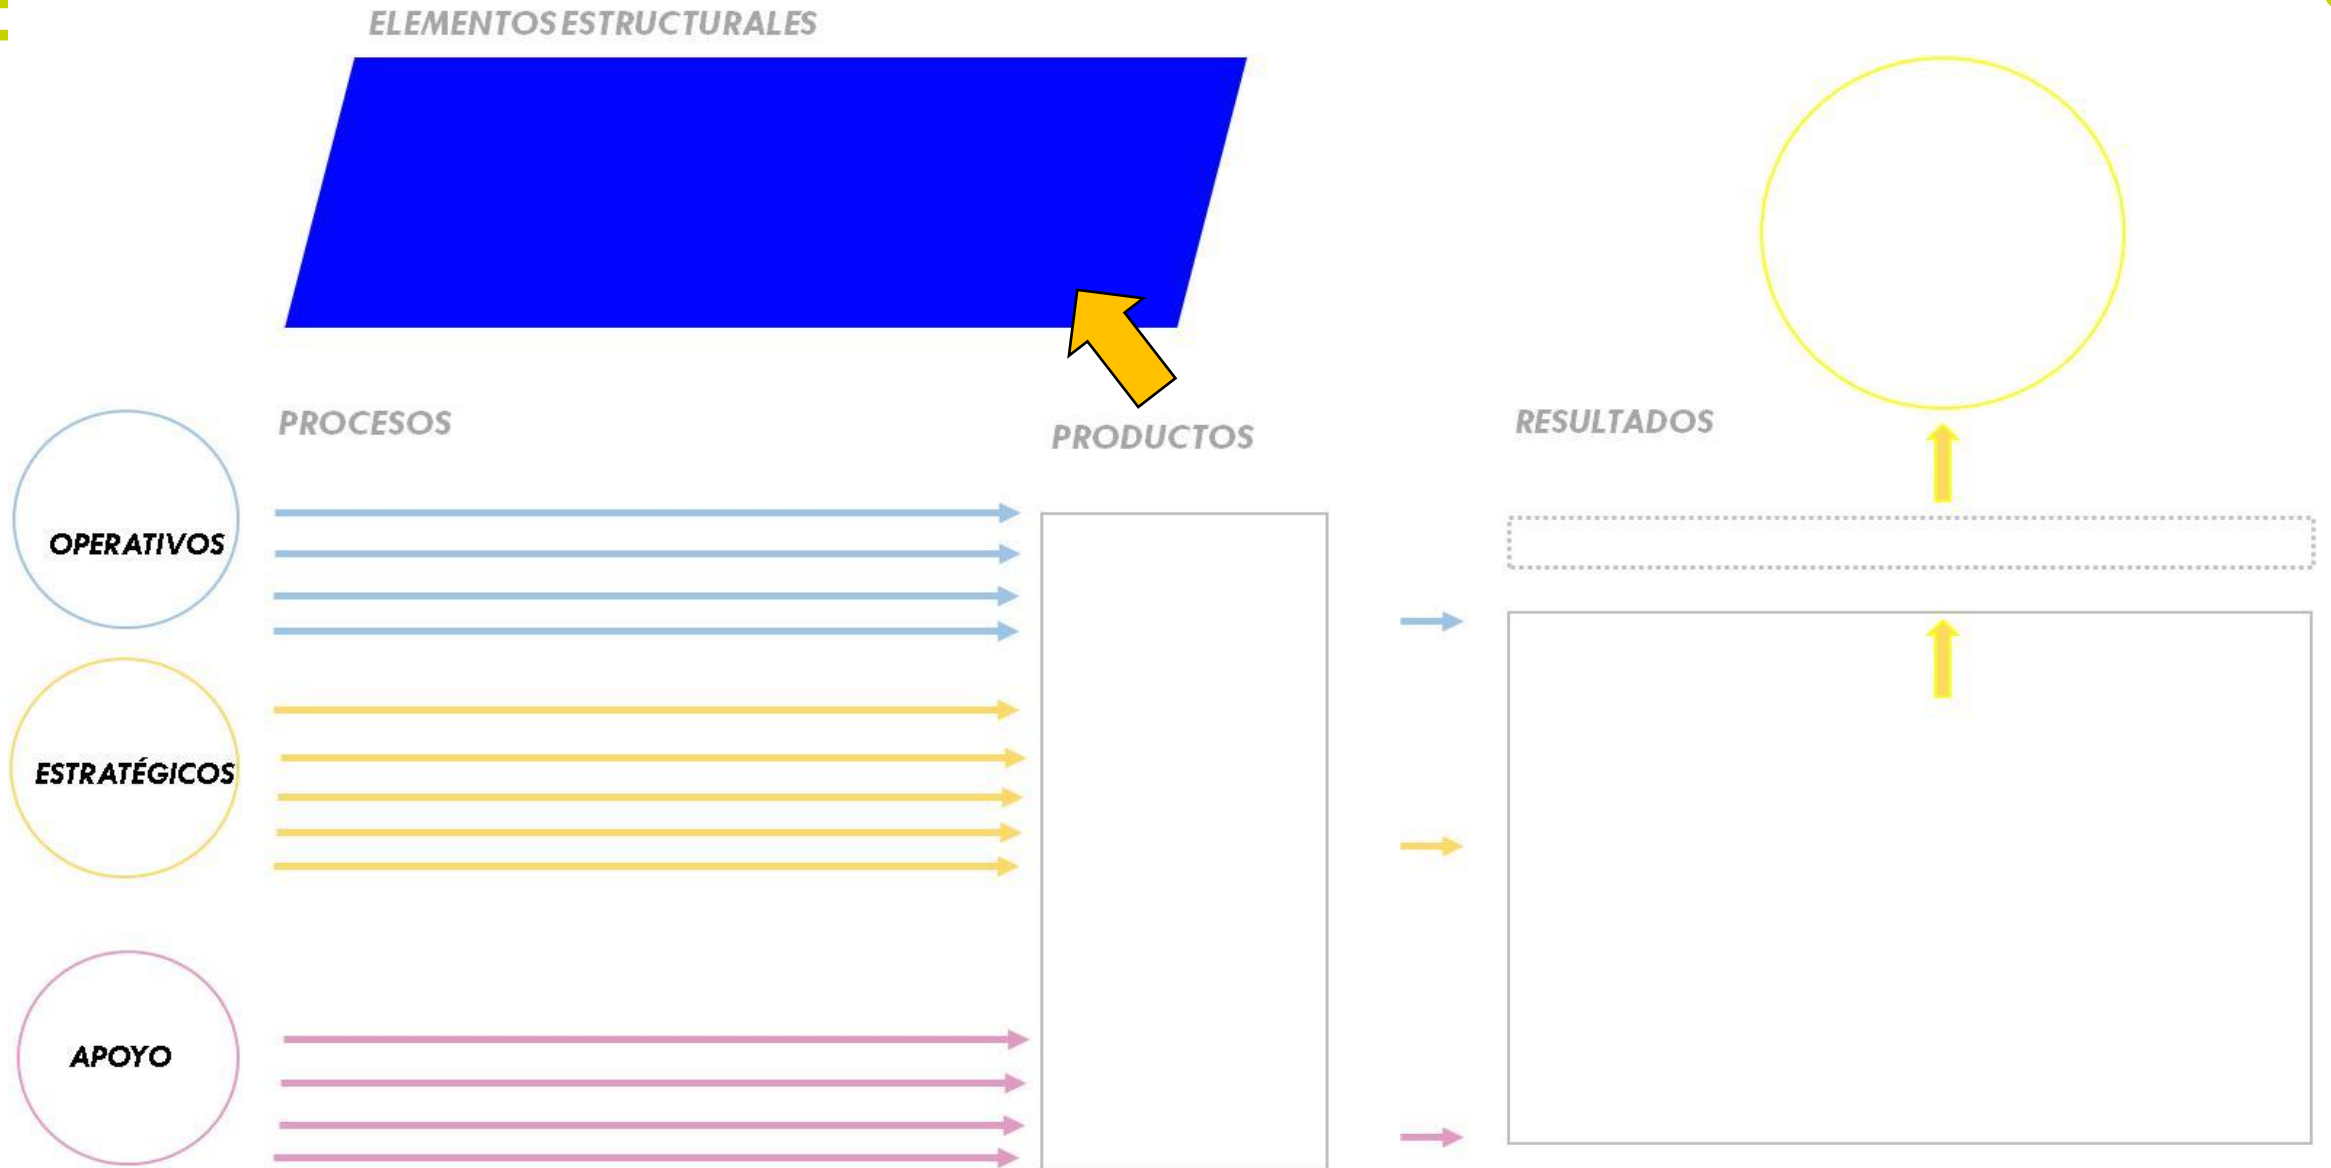 ELEMENTOS ESTRUCTURALES
PROCESOS
PRODUCTOS
RESULTADOS
OPERATIVOS
ESTRATÉGICOS
APOYO